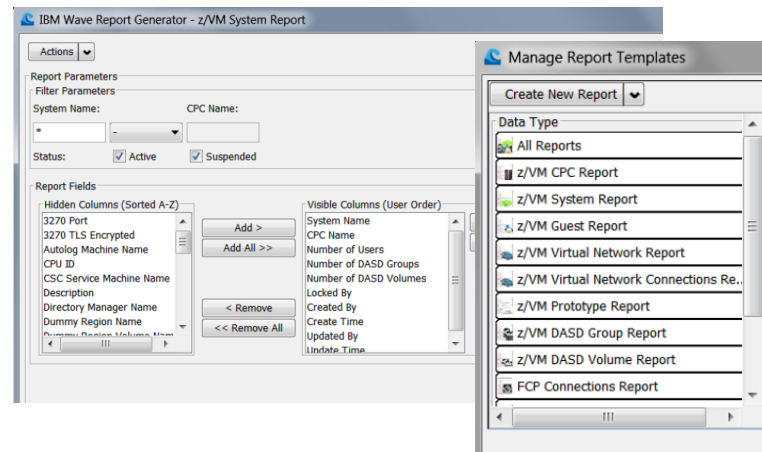 IBM Wave Report Generator - z/VM System Report
Actions
Report Parameters
Filter Parameters
System Name: CPC Name:
* -
Status: Active Suspended
Report Fields
Hidden Columns (Sorted A-Z)
3270 Port
3270 TLS Encrypted
Autolog Machine Name
CPU ID
CSC Service Machine Name
Description
Directory Manager Name
Dummy Region Name
Dummy Region Volume Nam
Add >
Add All >>
< Remove
<< Remove All
Visible Columns (User Order)
System Name
CPC Name
Number of Users
Number of DASD Groups
Number of DASD Volumes
Locked By
Created By
Create Time
Updated By
Update Time
Manage Report Templates
Create New Report
Data Type
All Reports
z/VM CPC Report
z/VM System Report
z/VM Guest Report
z/VM Virtual Network Report
z/VM Virtual Network Connections Re..
z/VM Prototype Report
z/VM DASD Group Report
z/VM DASD Volume Report
FCP Connections Report